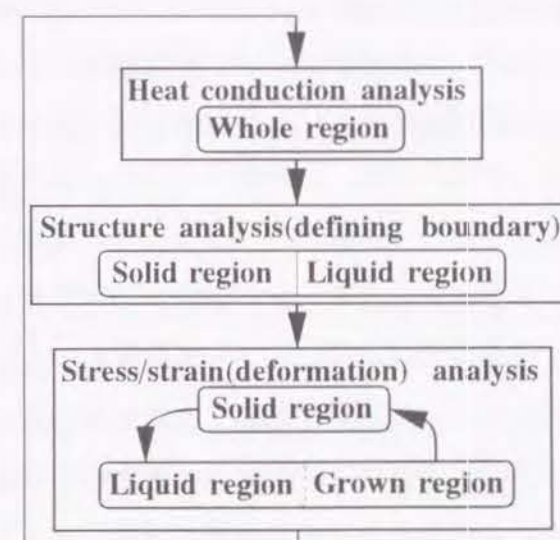 Heat conduction analysis
Whole region
Structure analysis(defining boundary)
Solid region Liquid region
Stress/strain(deformation) analysis
Solid region
Liquid region Grown region